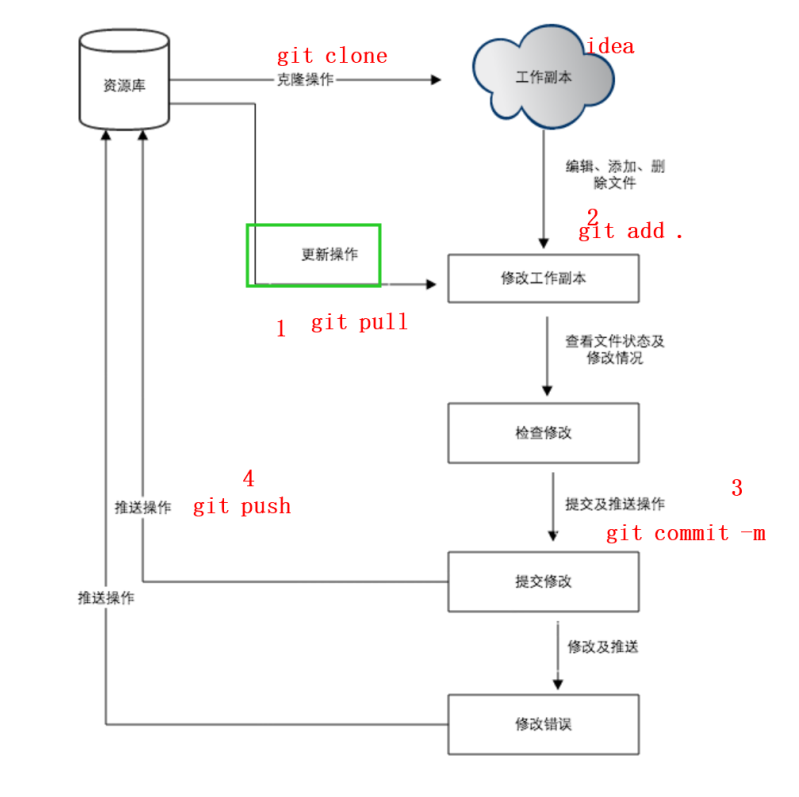 git clone
idea
资源库
克隆操作
工作副本
编辑、添加、删
除文件
2
git add .
更新操作
修改工作副本
1 git pull
查看文件状态及
修改情况
检查修改
4
3
推送操作
git push
提交及推送操作
git commit -m
提交修改
推送操作
修改及推送
修改错误